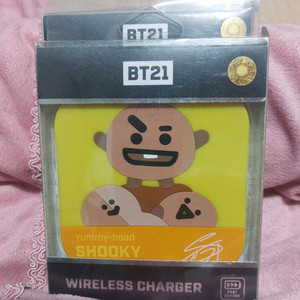 BT21
BT21
Yummy-head
SHOOKY
WIRELESS CHARGER